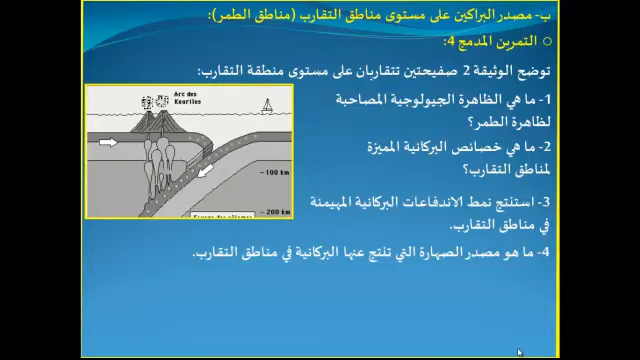 ب- مصدر البراكين على مستوى مناطق التقارب (مناطق الطمر):
○ التمرين المدمج 4:
توضح الوثيقة 2 صفيحتين تتقاربان على مستوى منطقة التقارب:
1- ما هي الظاهرة الجيولوجية المصاحبة
لظاهرة الطمر؟
2- ما هي خصائص البركانية المميزة
لمناطق التقارب؟
3- استنتج نمط الاندفاعات البركانية المهيمنة
في مناطق التقارب.
4- ما هو مصدر الصهارة التي تنتج عنها البركانية في مناطق التقارب.
Arc des
Kouriles
- 100 km
- 200 km